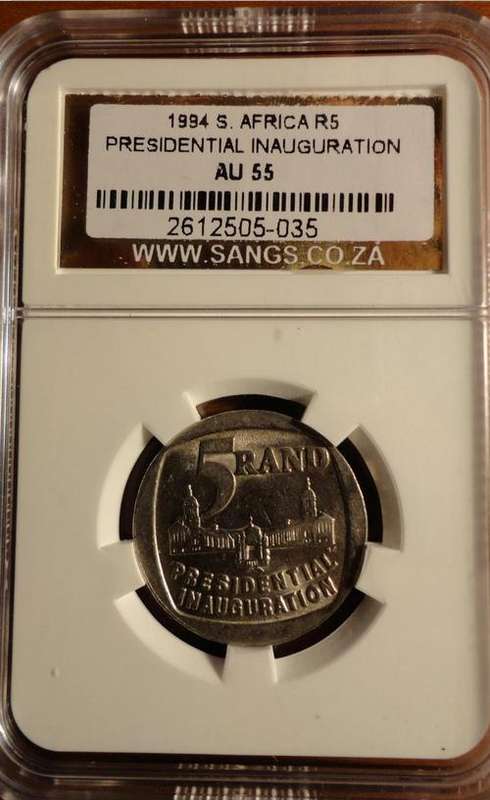 1994 S. AFRICA R5
PRESIDENTIAL INAUGURATION
AU 55
2612505-035
WWW.SANGS.CO.ZA
5 RAND
PRESIDENTIAL
INAUGURATION